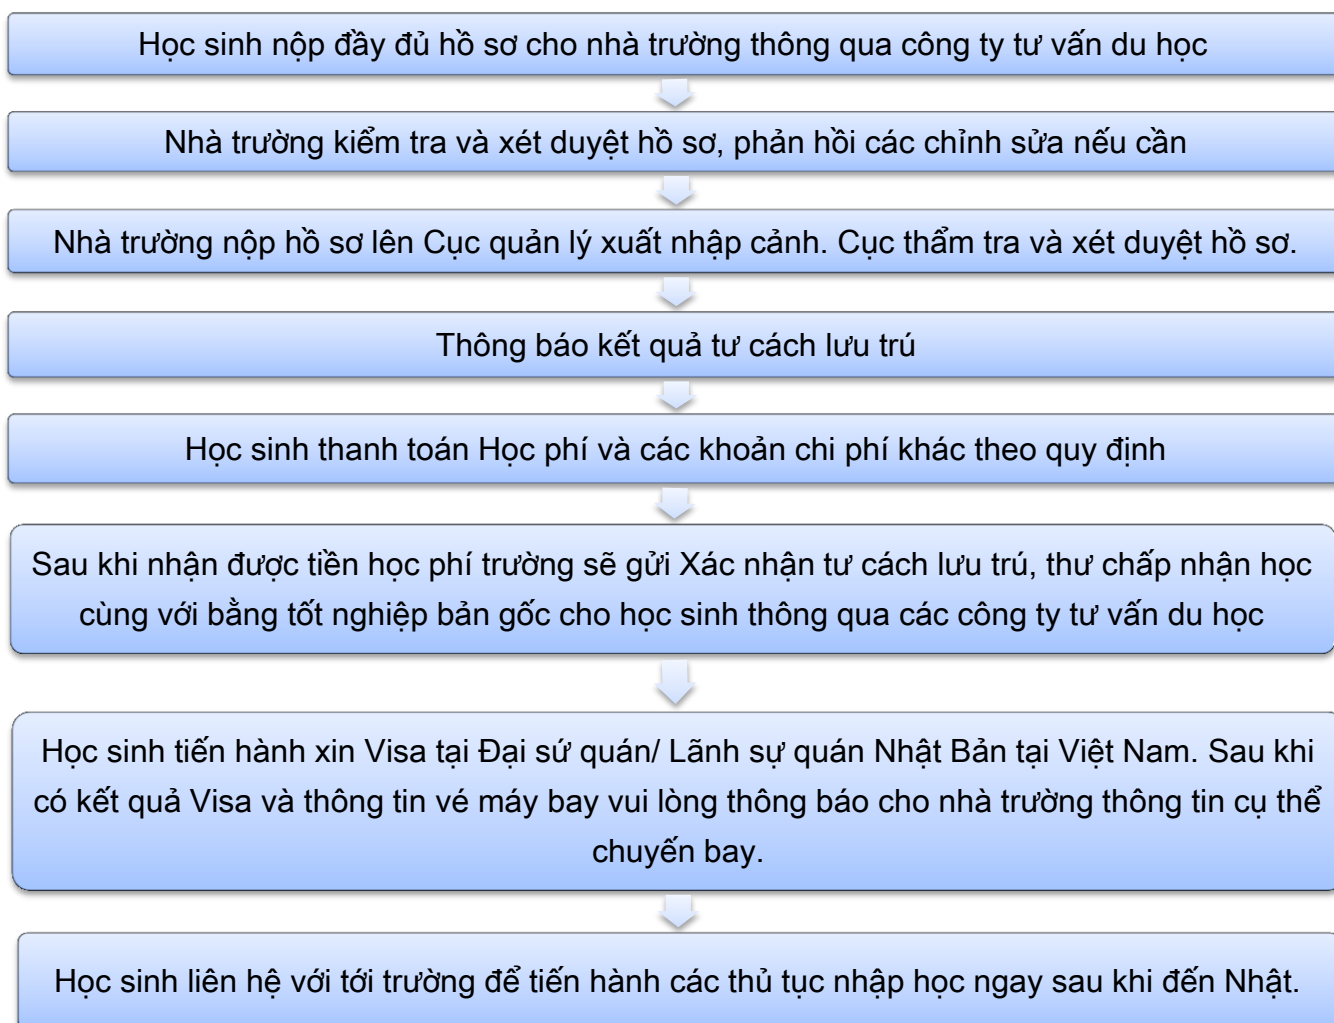 Học sinh nộp đầy đủ hồ sơ cho nhà trường thông qua công ty tư vấn du học
Nhà trường kiểm tra và xét duyệt hồ sơ, phản hồi các chỉnh sửa nếu cần
Nhà trường nộp hồ sơ lên Cục quản lý xuất nhập cảnh. Cục thẩm tra và xét duyệt hồ sơ.
Thông báo kết quả tư cách lưu trú
Học sinh thanh toán Học phí và các khoản chi phí khác theo quy định
Sau khi nhận được tiền học phí trường sẽ gửi Xác nhận tư cách lưu trú, thư chấp nhận học
cùng với bằng tốt nghiệp bản gốc cho học sinh thông qua các công ty tư vấn du học
Học sinh tiến hành xin Visa tại Đại sứ quán/ Lãnh sự quán Nhật Bản tại Việt Nam. Sau khi
có kết quả Visa và thông tin vé máy bay vui lòng thông báo cho nhà trường thông tin cụ thể
chuyến bay.
Học sinh liên hệ với tới trường để tiến hành các thủ tục nhập học ngay sau khi đến Nhật.